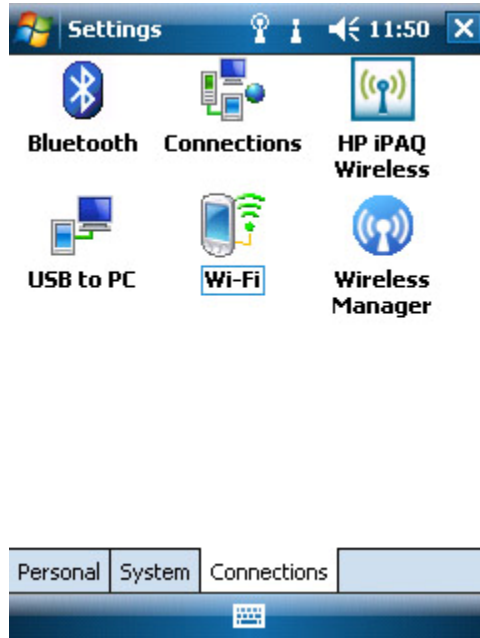 Settings 11:50
Bluetooth Connections HP iPAQ
Wireless
USB to PC Wi-Fi Wireless
Manager
Personal System Connections